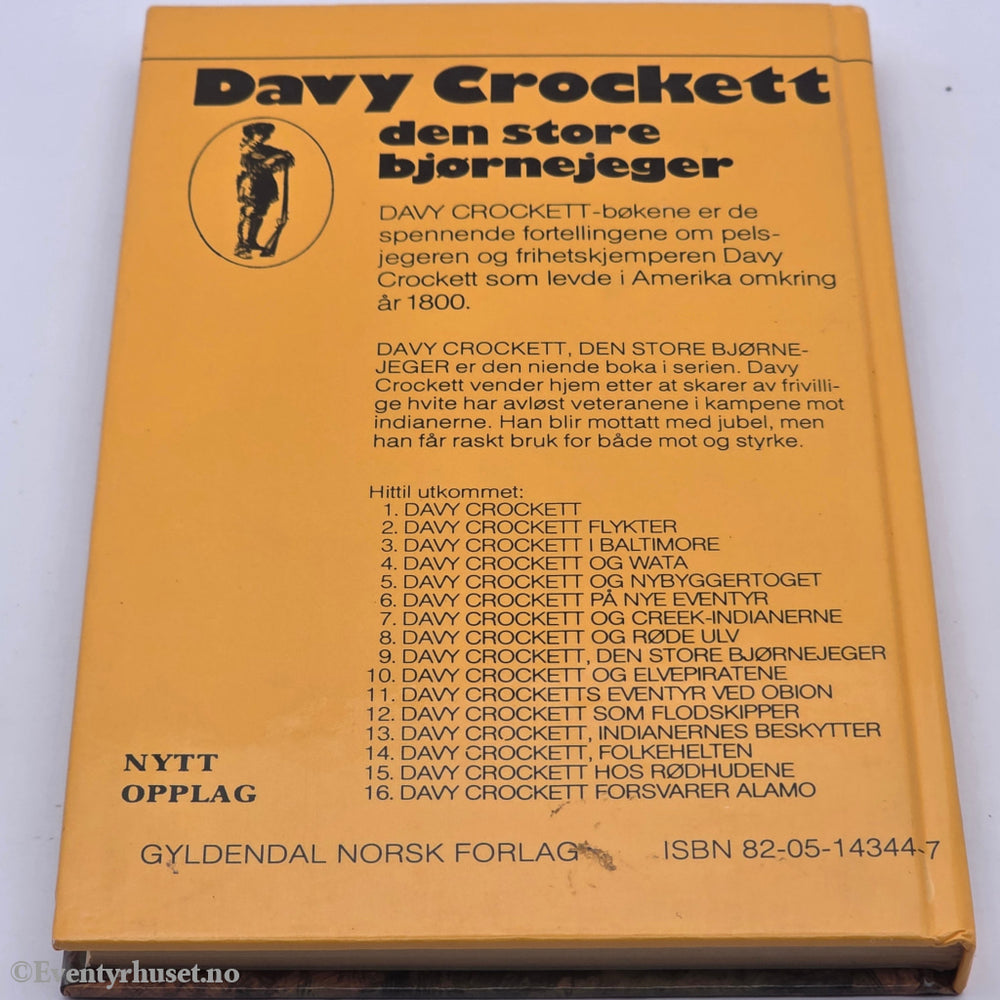 Davy Crockett
den store
bjørnejeger
DAVY CROCKETT-bøkene er de
spennende fortellingene om pels-
jegeren og frihetskjemperen Davy
Crockett som levde i Amerika omkring
år 1800.
DAVY CROCKETT, DEN STORE BJØRNE-
JEGER er den niende boka i serien. Davy
Crockett vender hjem etter at skarer av frivilli-
ge hvite har avløst veteranene i kampene mot
indianerne. Han blir mottatt med jubel, men
han får raskt bruk for både mot og styrke.
Hittil utkommet:
1. DAVY CROCKETT
2. DAVY CROCKETT FLYKTER
3. DAVY CROCKETT I BALTIMORE
4. DAVY CROCKETT OG WATA
5. DAVY CROCKETT OG NYBYGGERTOGET
6. DAVY CROCKETT PÅ NYE EVENTYR
7. DAVY CROCKETT OG CREEK-INDIANERNE
8. DAVY CROCKETT OG RØDE ULV
9. DAVY CROCKETT, DEN STORE BJØRNEJEGER
10. DAVY CROCKETT OG ELVEPIRATENE
11. DAVY CROCKETTS EVENTYR VED OBION
12. DAVY CROCKETT SOM FLODSKIPPER
13. DAVY CROCKETT, INDIANERNES BESKYTTER
14. DAVY CROCKETT, FOLKEHELTEN
15. DAVY CROCKETT HOS RØDHUDENE
16. DAVY CROCKETT FORSVARER ALAMO
NYTT
OPPLAG
GYLDENDAL NORSK FORLAG ISBN 82-05-14344-7
©Eventyrhuset.no